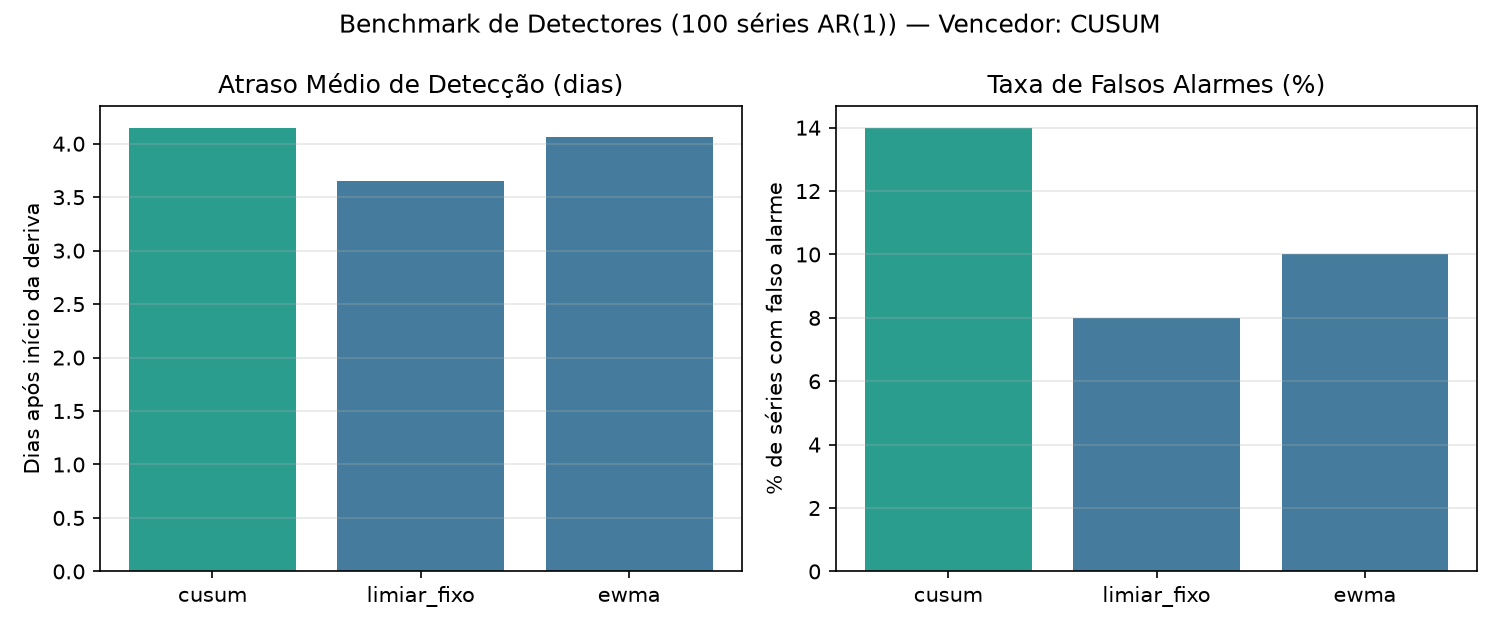 Benchmark de Detectores (100 séries AR(1)) — Vencedor: CUSUM
Atraso Médio de Detecção (dias)
Dias após início da deriva
4.0
3.5
3.0
2.5
2.0
1.5
1.0
0.5
0.0
cusum
limiar_fixo
ewma
Taxa de Falsos Alarmes (%)
% de séries com falso alarme
14
12
10
8
6
4
2
0
cusum
limiar_fixo
ewma